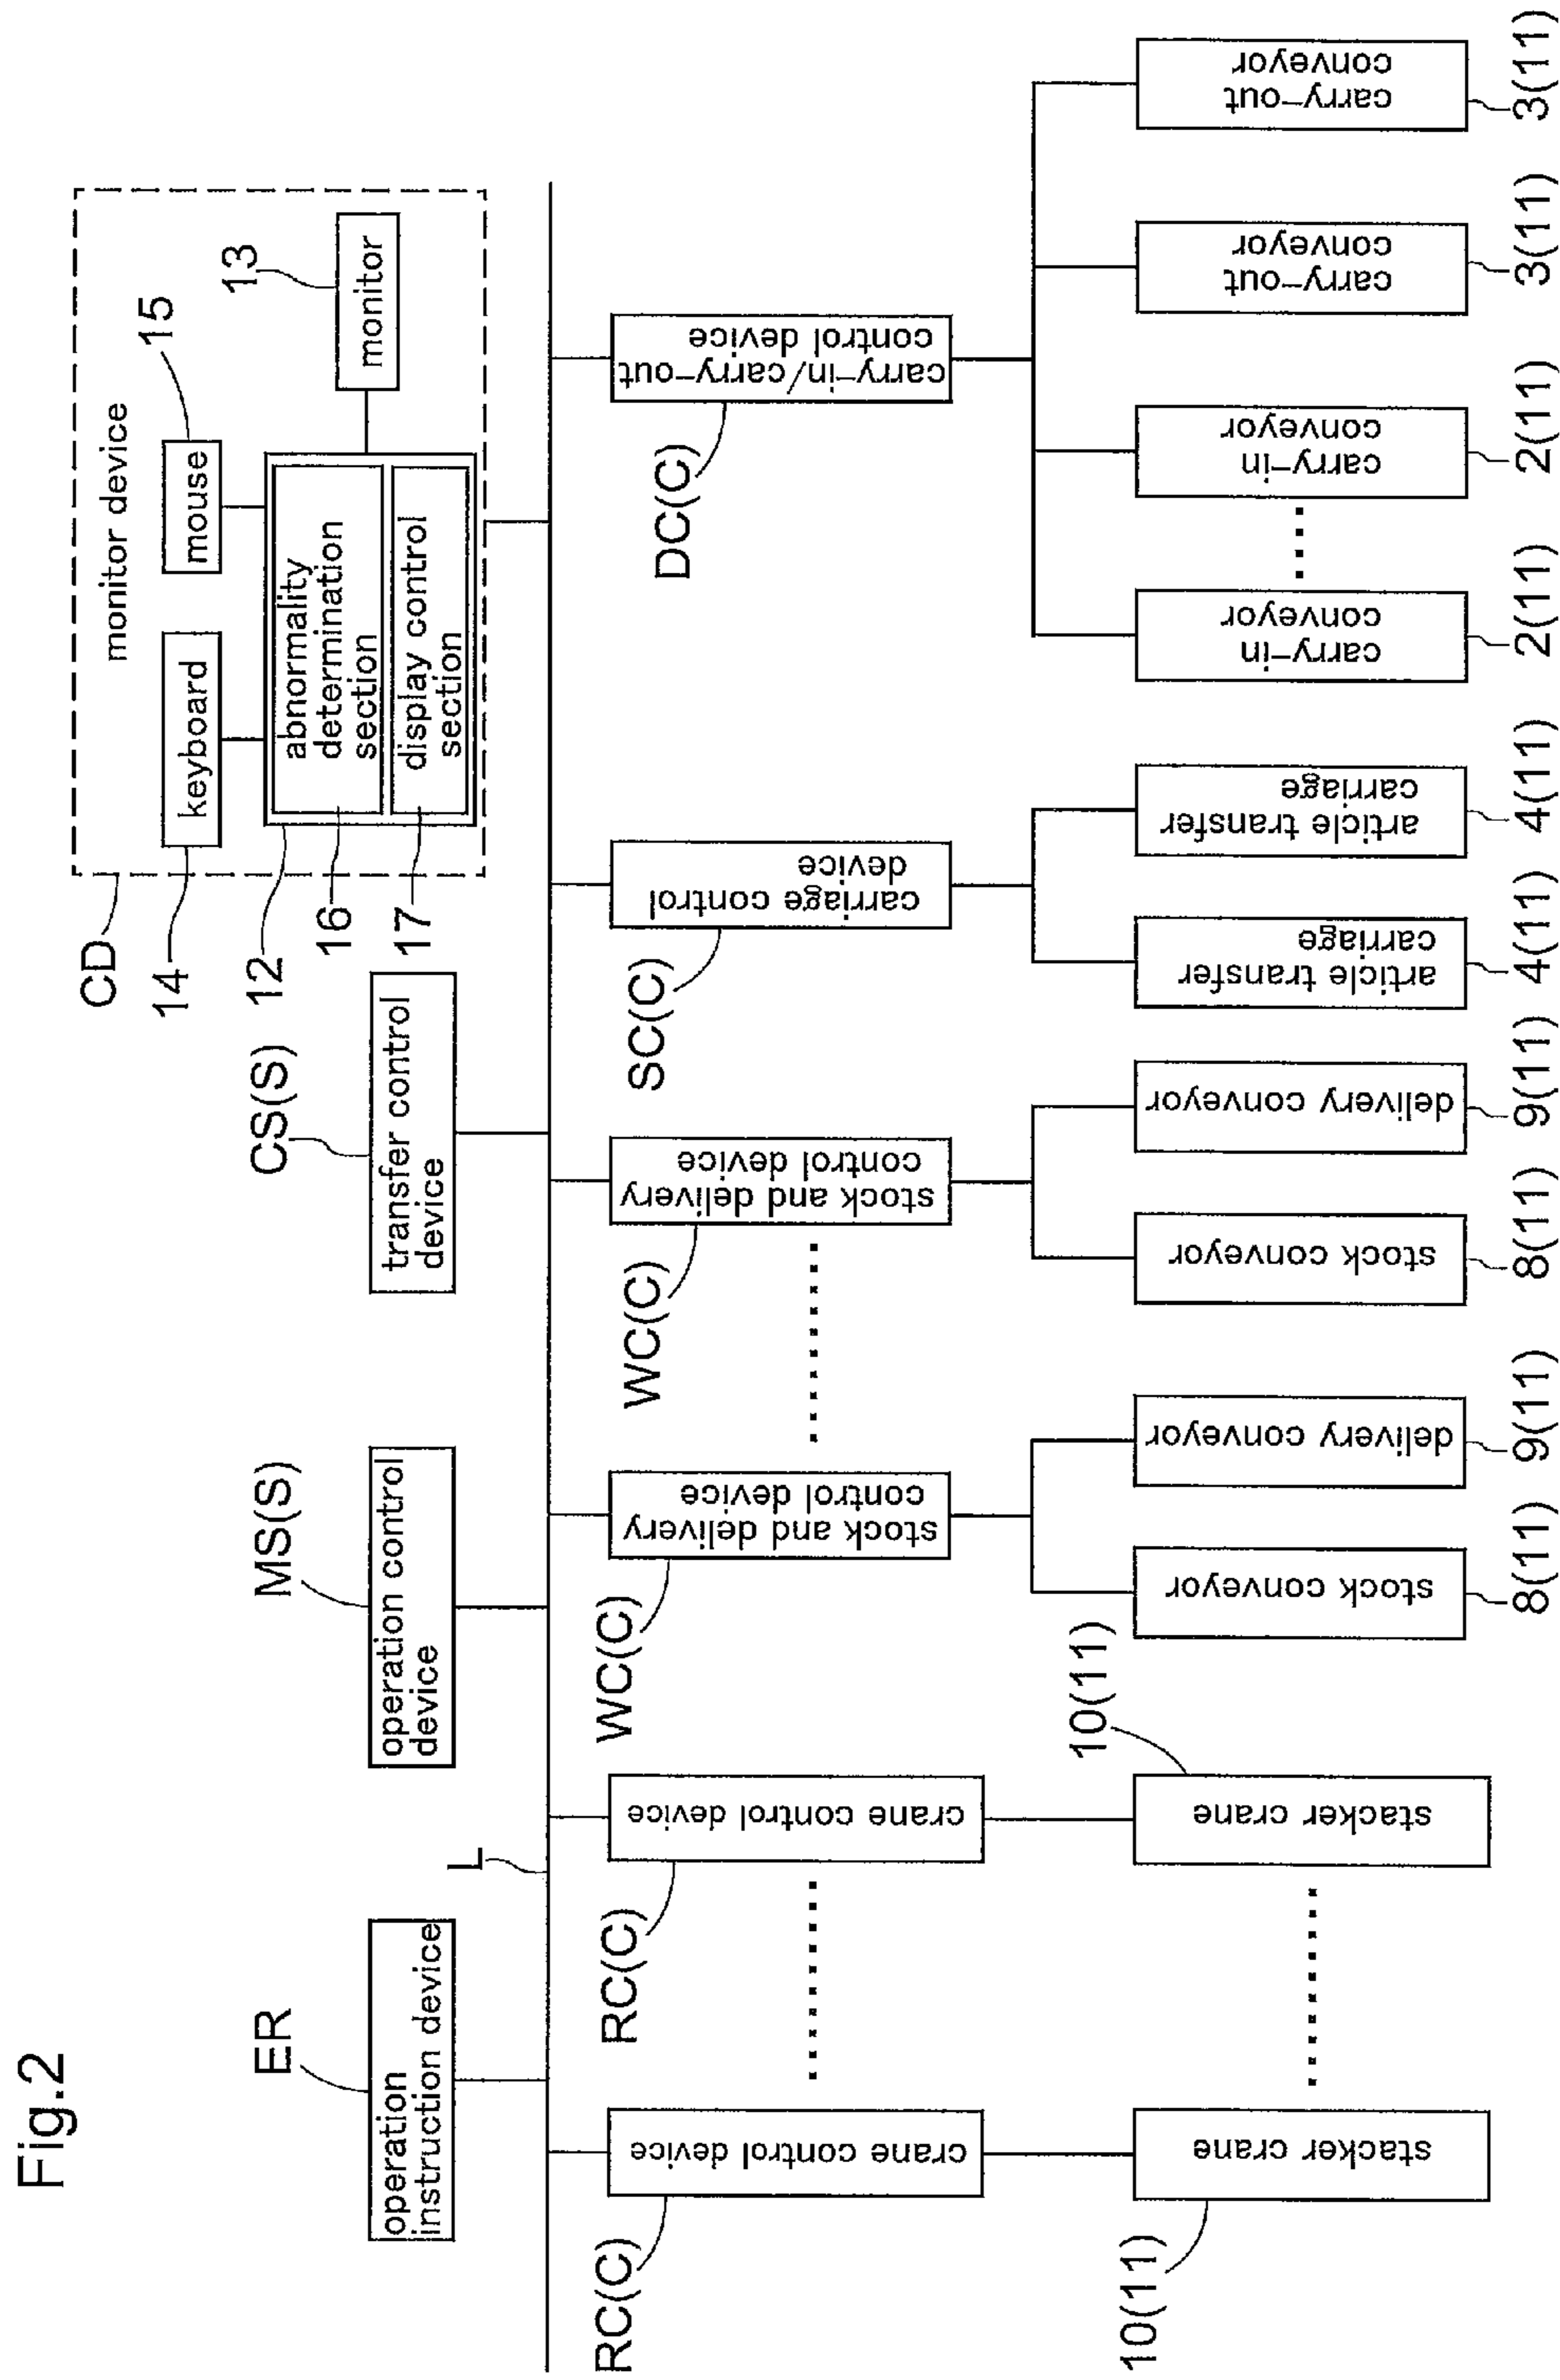 Fig.2
ER
operation
instruction device
L
MS(S)
operation control
device
CS(S)
transfer control
device
CD
monitor device
14
keyboard
15
mouse
13
monitor
12
16
abnormality
determination
section
17
display control
section
RC(C)
crane control device
RC(C)
crane control device
WC(C)
stock and delivery
control device
WC(C)
stock and delivery
control device
SC(C)
carriage control
device
DC(C)
carry-in/carry-out
control device
10(11)
stacker crane
10(11)
stacker crane
stock conveyor
8(11)
delivery conveyor
9(11)
stock conveyor
8(11)
delivery conveyor
9(11)
article transfer
carriage
4(11)
article transfer
carriage
4(11)
carry-in
conveyor
2(11)
carry-in
conveyor
2(11)
carry-out
conveyor
3(11)
carry-out
conveyor
3(11)